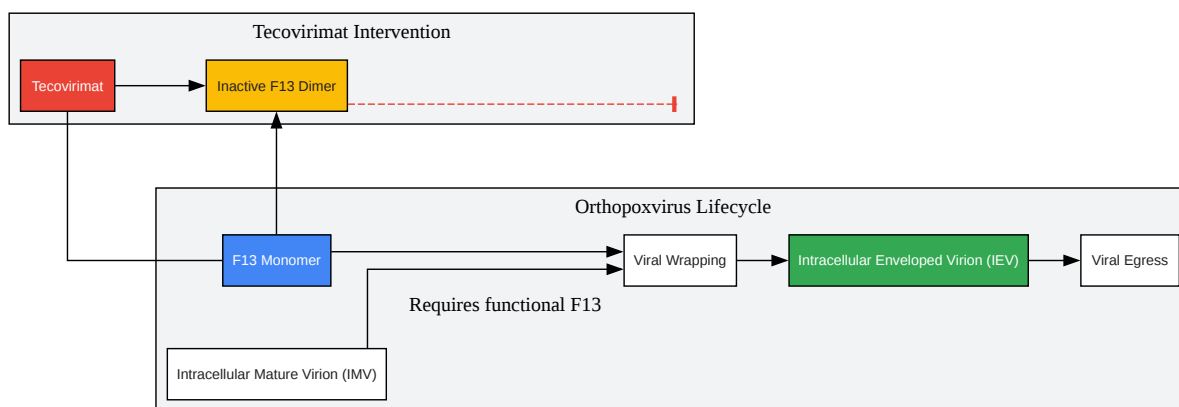 Tecovirimat Intervention
Tecovirimat
Inactive F13 Dimer
Orthopoxvirus Lifecycle
F13 Monomer
Viral Wrapping
Intracellular Enveloped Virion (IEV)
Viral Egress
Requires functional F13
Intracellular Mature Virion (IMV)